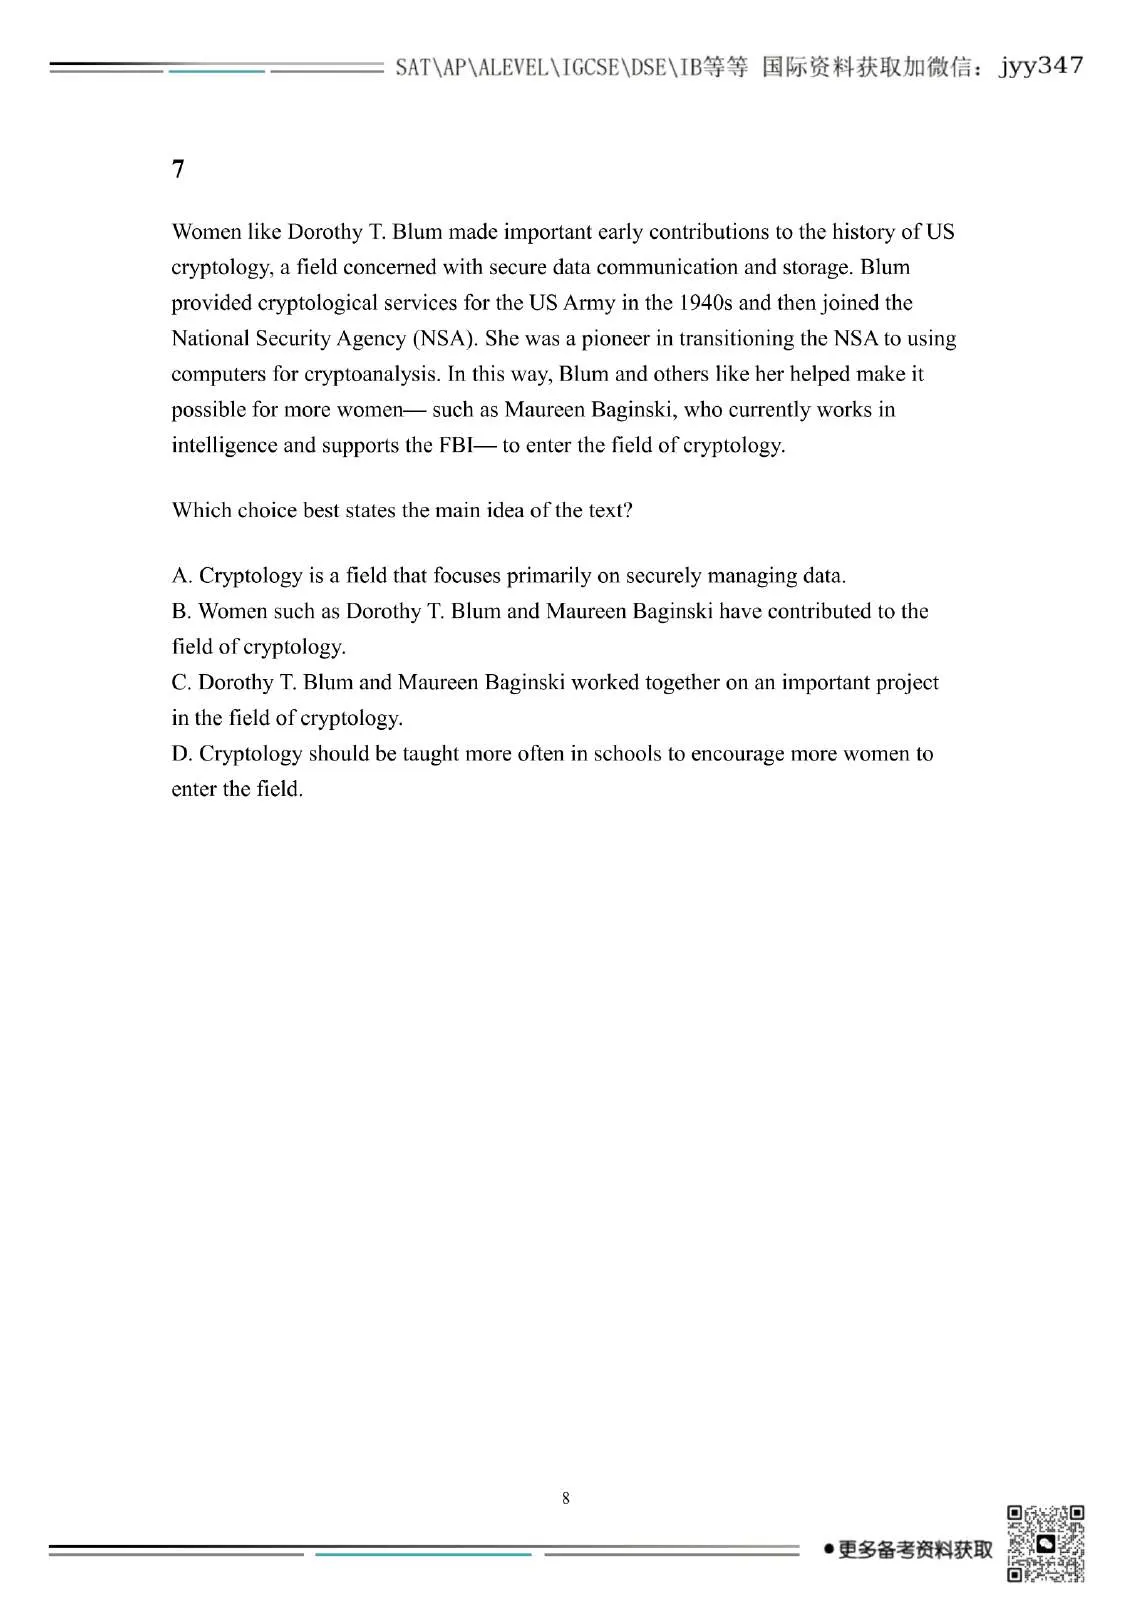 SAT\AP\ALEVEL\IGCSE\DSE\IB等等 国际资料获取加微信：jyy347
7
Women like Dorothy T. Blum made important early contributions to the history of US
cryptology, a field concerned with secure data communication and storage. Blum
provided cryptological services for the US Army in the 1940s and then joined the
National Security Agency (NSA). She was a pioneer in transitioning the NSA to using
computers for cryptoanalysis. In this way, Blum and others like her helped make it
possible for more women— such as Maureen Baginski, who currently works in
intelligence and supports the FBI— to enter the field of cryptology.
Which choice best states the main idea of the text?
A. Cryptology is a field that focuses primarily on securely managing data.
B. Women such as Dorothy T. Blum and Maureen Baginski have contributed to the
field of cryptology.
C. Dorothy T. Blum and Maureen Baginski worked together on an important project
in the field of cryptology.
D. Cryptology should be taught more often in schools to encourage more women to
enter the field.
8
●更多备考资料获取